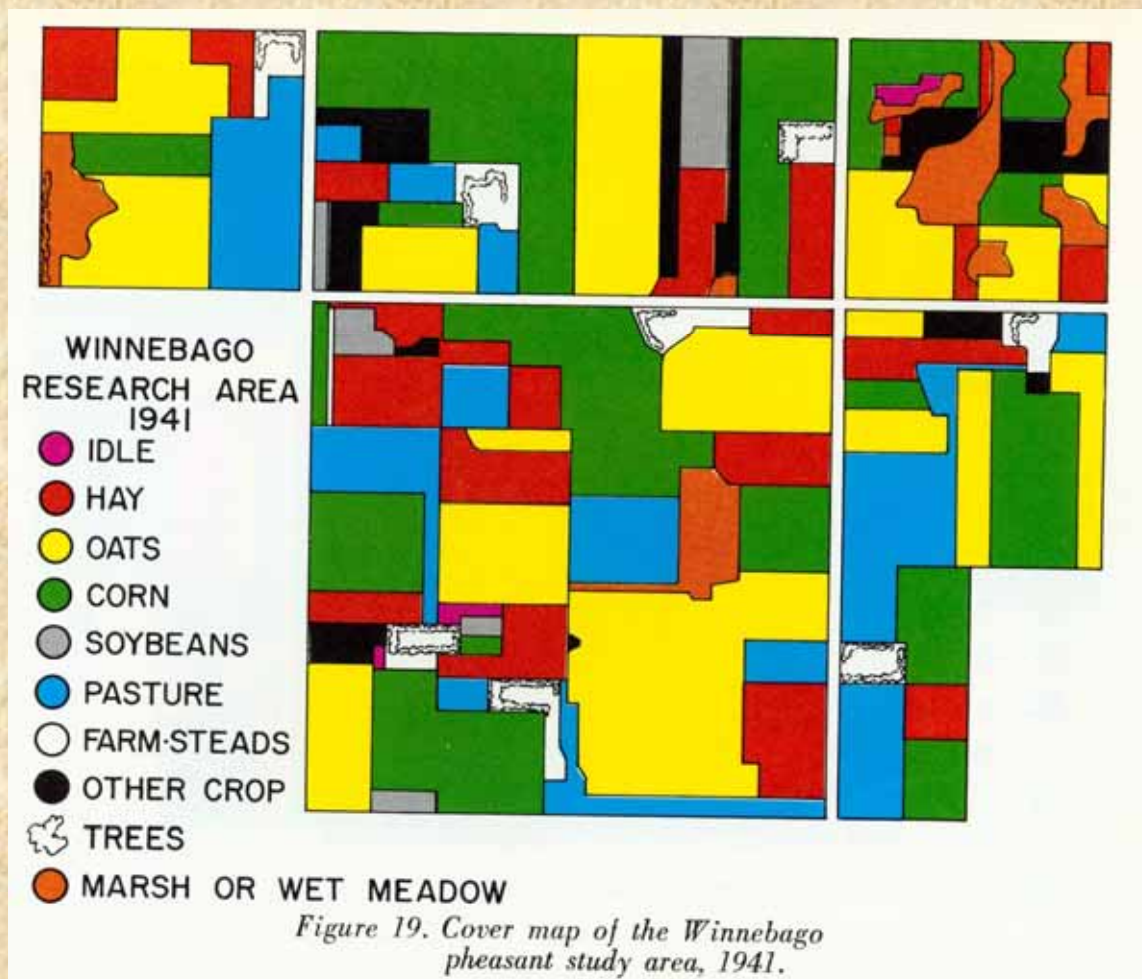 WINNEBAGO
RESEARCH AREA
1941
IDLE
HAY
OATS
CORN
SOYBEANS
PASTURE
FARM-STEADS
OTHER CROP
TREES
MARSH OR WET MEADOW
Figure 19. Cover map of the Winnebago
pheasant study area, 1941.